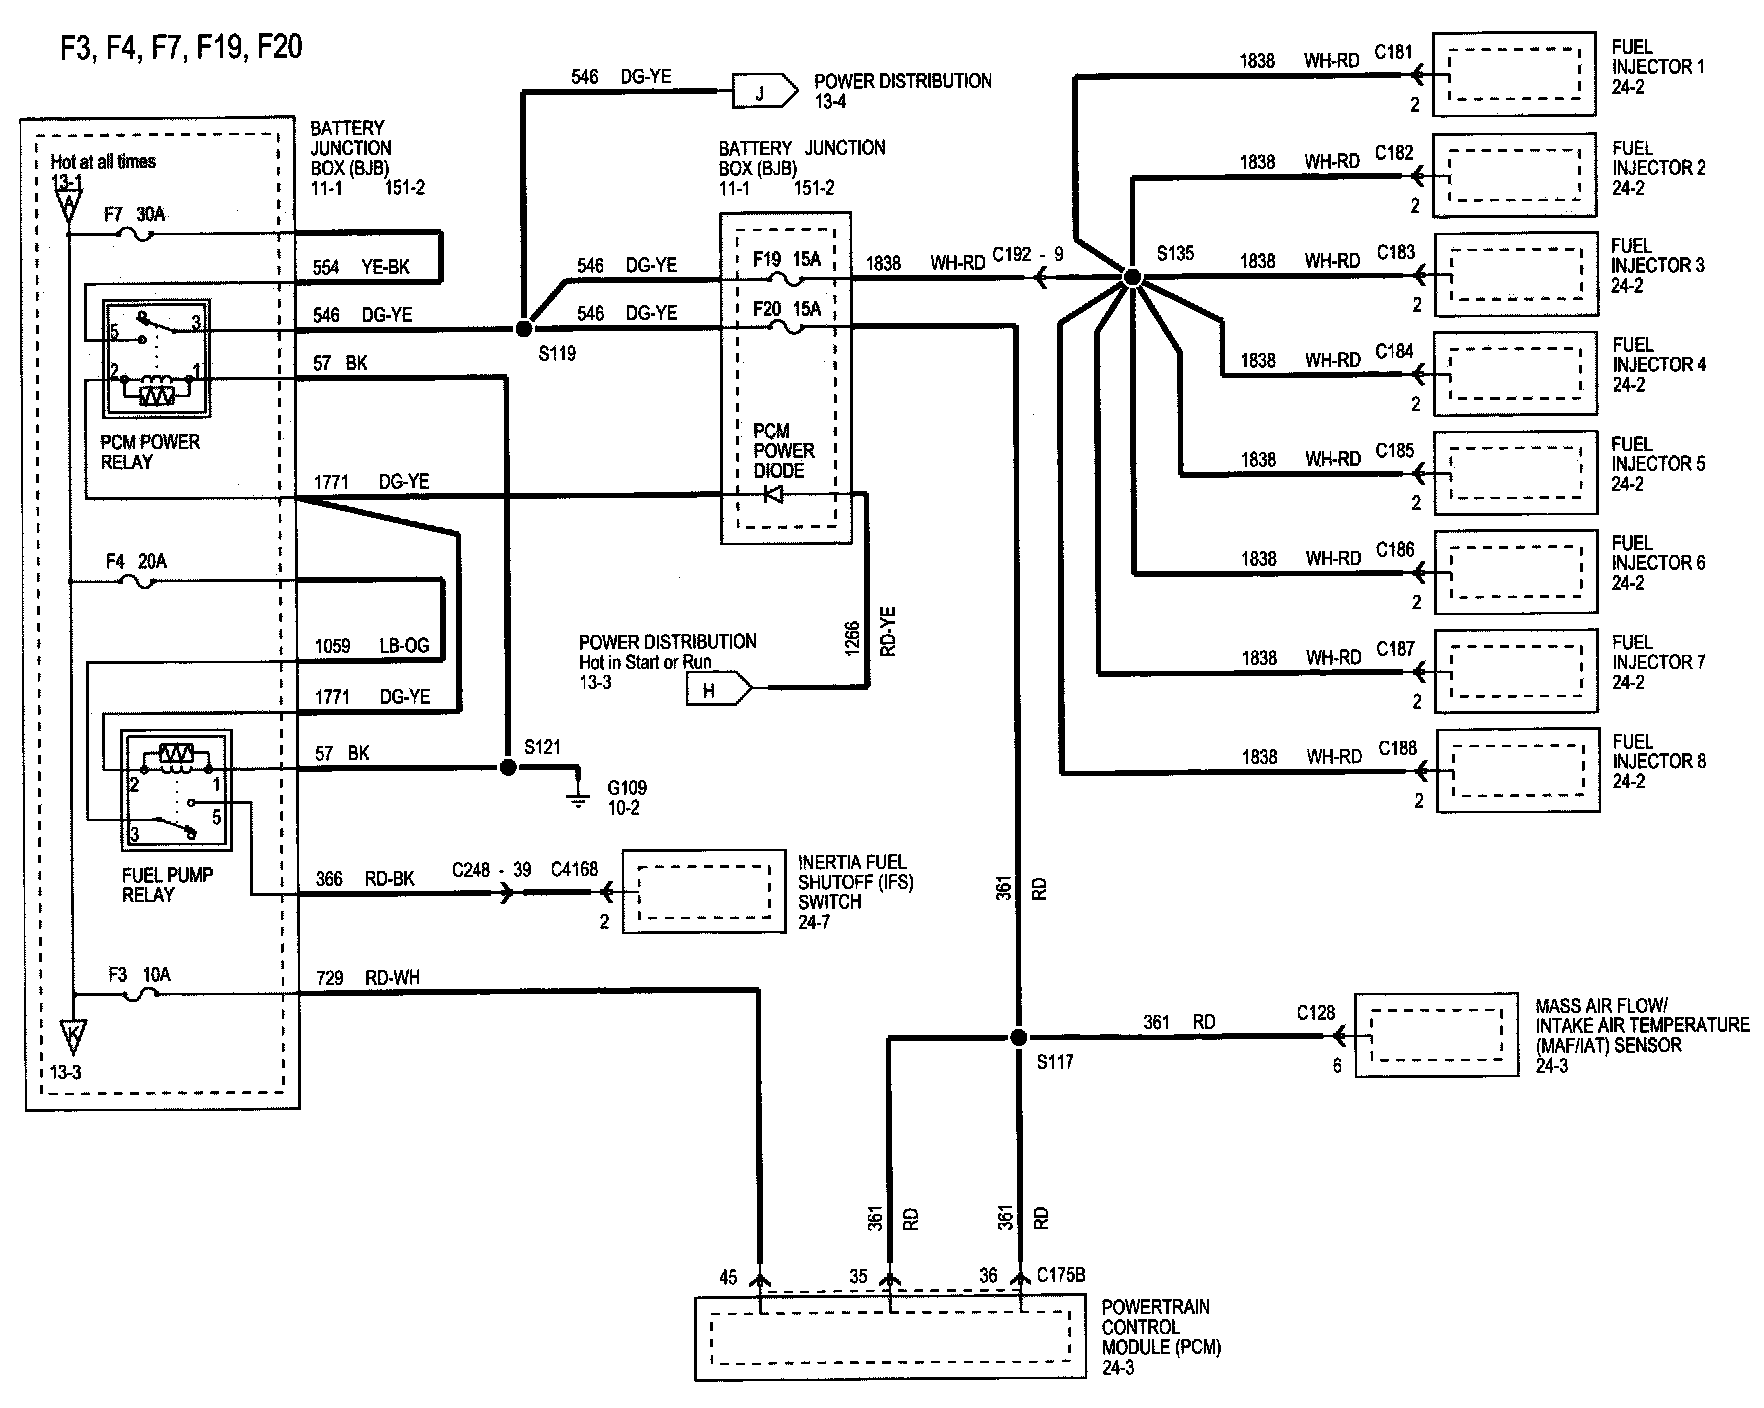 F3, F4, F7, F19, F20
546 DG-YE
J
POWER DISTRIBUTION
13-4
BATTERY
JUNCTION
BOX (BJB)
11-1 151-2
Hot at all times
13-1
A
F7 30A
554 YE-BK
5
3
2
1
546 DG-YE
57 BK
S119
PCM POWER
RELAY
1771 DG-YE
F4 20A
1059 LB-OG
1771 DG-YE
2
1
5
3
57 BK
S121
G109
10-2
FUEL PUMP
RELAY
366 RD-BK
C248 - 39
C4168
2
INERTIA FUEL
SHUTOFF (IFS)
SWITCH
24-7
F3 10A
729 RD-WH
K
13-3
BATTERY JUNCTION
BOX (BJB)
11-1 151-2
546 DG-YE
F19 15A
546 DG-YE
F20 15A
PCM
POWER
DIODE
1266
RD-YE
POWER DISTRIBUTION
Hot in Start or Run
13-3
H
1838 WH-RD
C192 - 9
S135
1838 WH-RD
C181
2
FUEL
INJECTOR 1
24-2
1838 WH-RD
C182
2
FUEL
INJECTOR 2
24-2
1838 WH-RD
C183
2
FUEL
INJECTOR 3
24-2
1838 WH-RD
C184
2
FUEL
INJECTOR 4
24-2
1838 WH-RD
C185
2
FUEL
INJECTOR 5
24-2
1838 WH-RD
C186
2
FUEL
INJECTOR 6
24-2
1838 WH-RD
C187
2
FUEL
INJECTOR 7
24-2
1838 WH-RD
C188
2
FUEL
INJECTOR 8
24-2
361
RD
S117
361 RD
C128
6
MASS AIR FLOW/
INTAKE AIR TEMPERATURE
(MAF/IAT) SENSOR
24-3
361
RD
361
RD
45
35
36
C175B
POWERTRAIN
CONTROL
MODULE (PCM)
24-3